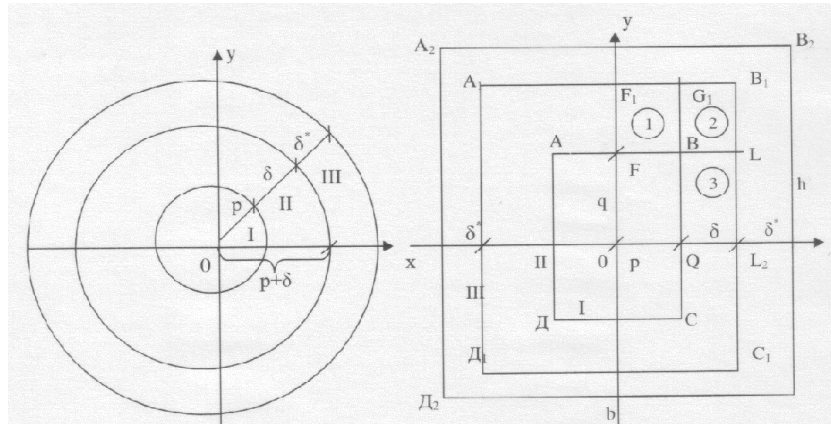 y
δ*
δ
III
p
II
I
0
p+δ
y
A₂ B₂
A₁ B₁
F₁ G₁
1 2
A B L
F 3
q h
δ* δ δ*
x II 0 p Q L₂
III
I
Д C
Д₁ C₁
Д₂ b